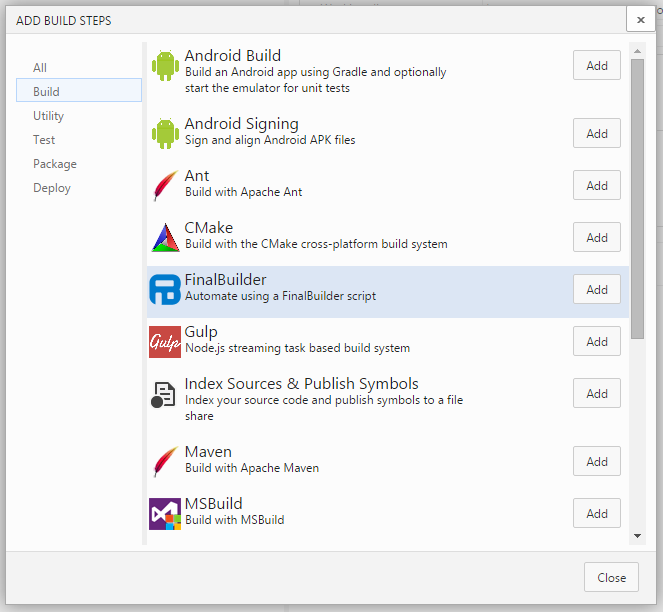 ADD BUILD STEPS
All
Build
Utility
Test
Package
Deploy
Android Build
Build an Android app using Gradle and optionally
start the emulator for unit tests
Add
Android Signing
Sign and align Android APK files
Add
Ant
Build with Apache Ant
Add
CMake
Build with the CMake cross-platform build system
Add
FinalBuilder
Automate using a FinalBuilder script
Add
Gulp
Gulp
Node.js streaming task based build system
Add
Index Sources & Publish Symbols
Index your source code and publish symbols to a file
share
Add
Maven
Build with Apache Maven
Add
MSBuild
Build with MSBuild
Add
Close